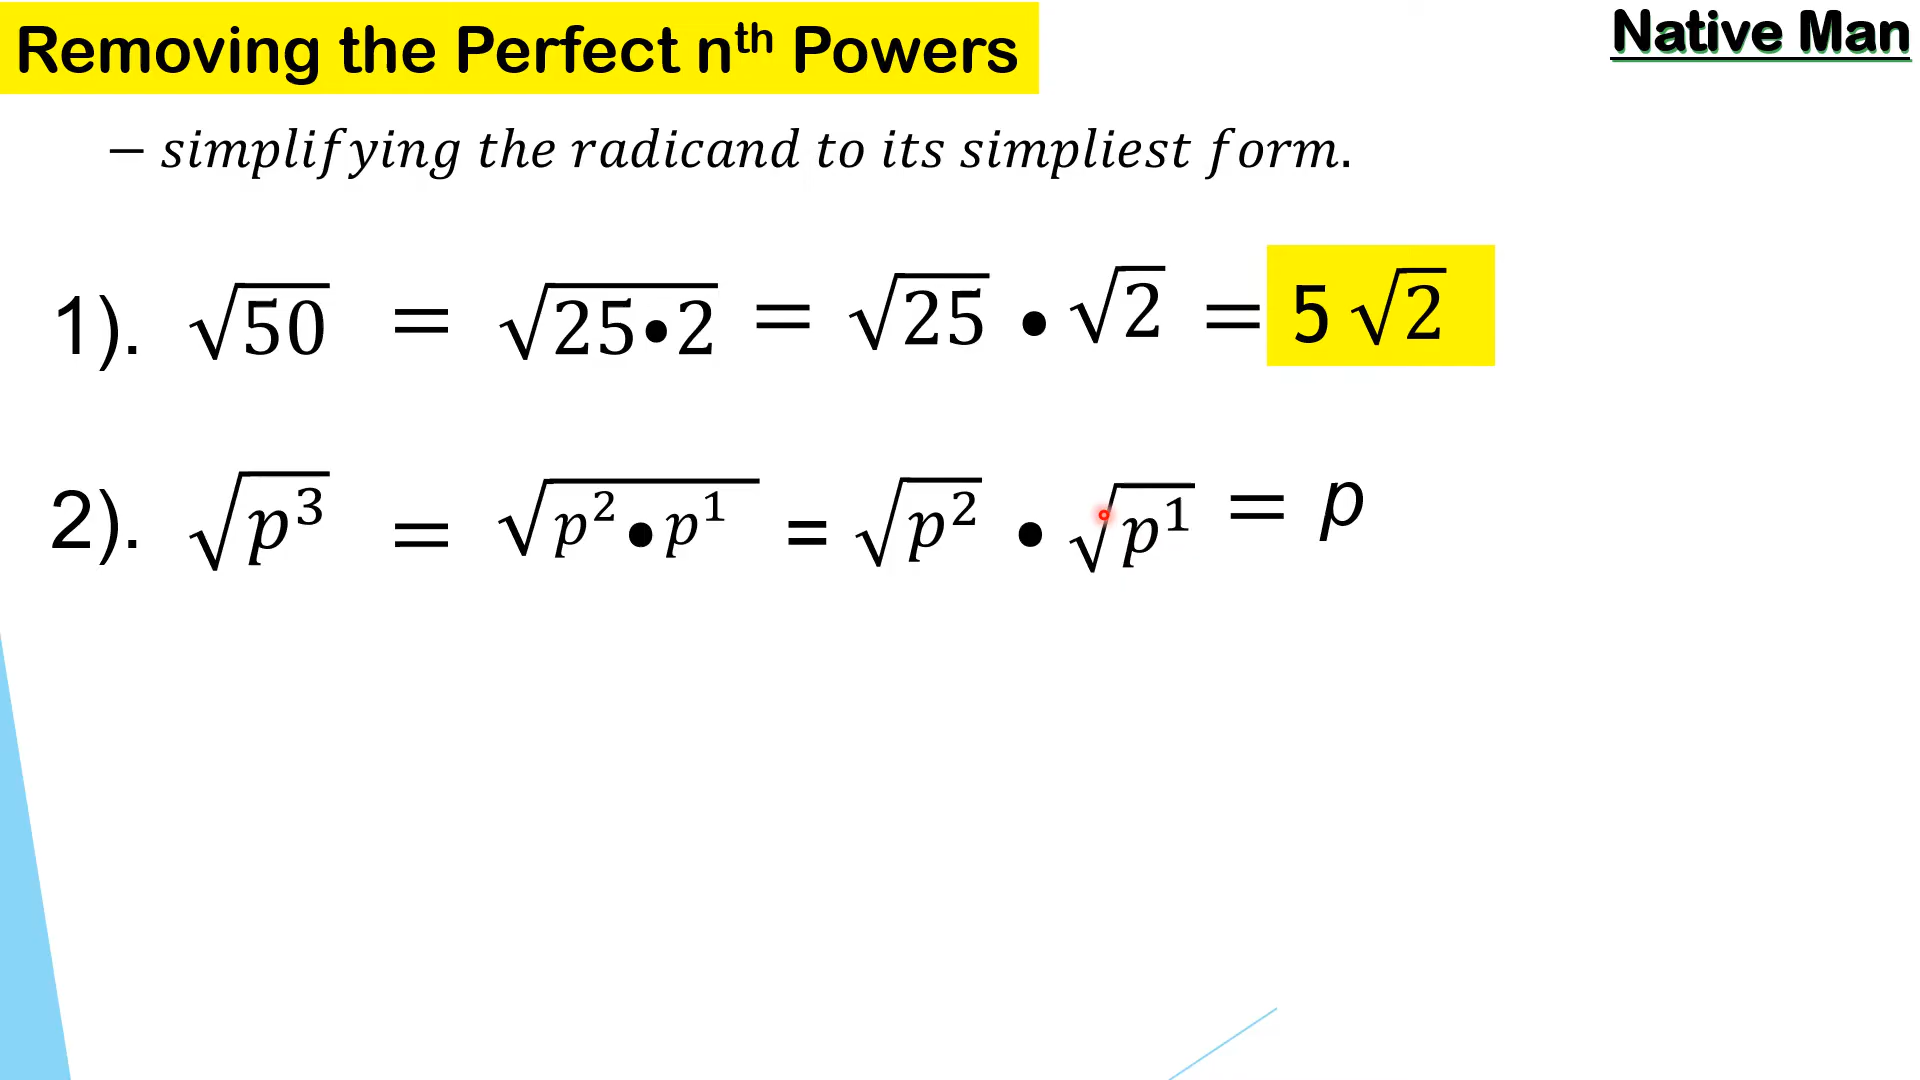 Removing the Perfect nᵗʰ Powers
Native Man
– simplifying the radicand to its simpliest form.
1). √50 = √25•2 = √25 • √2 = 5 √2
2). √p³ = √p²•p¹ = √p² • √p¹ = p